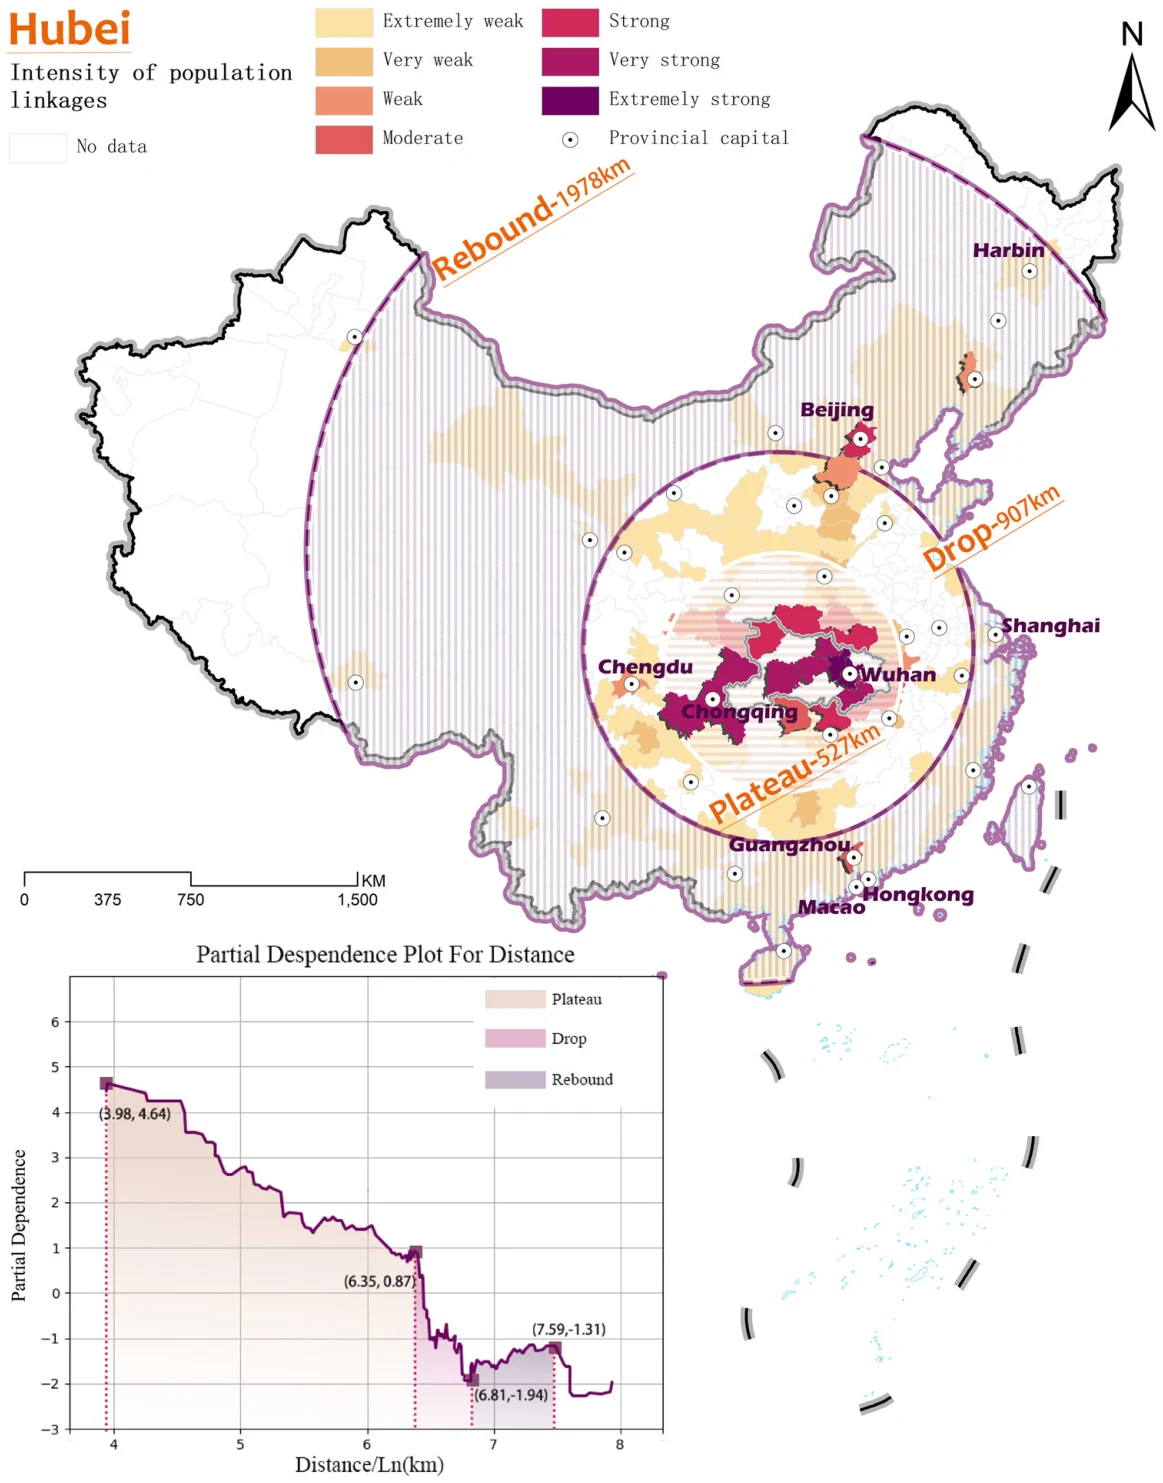 Hubei
Intensity of population
linkages
No data
Extremely weak
Very weak
Weak
Moderate
Strong
Very strong
Extremely strong
Provincial capital
N
Rebound-1978km
Harbin
Beijing
Drop-907km
Shanghai
Chengdu
Wuhan
Chongqing
Plateau-527km
Guangzhou
Hongkong
Macao
KM
0 375 750 1,500
Partial Despendence Plot For Distance
Plateau
Drop
Rebound
Partial Dependence
6
5
4
3
2
1
0
−1
−2
−3
(3.98, 4.64)
(6.35, 0.87)
(7.59,-1.31)
(6.81,-1.94)
4 5 6 7 8
Distance/Ln(km)